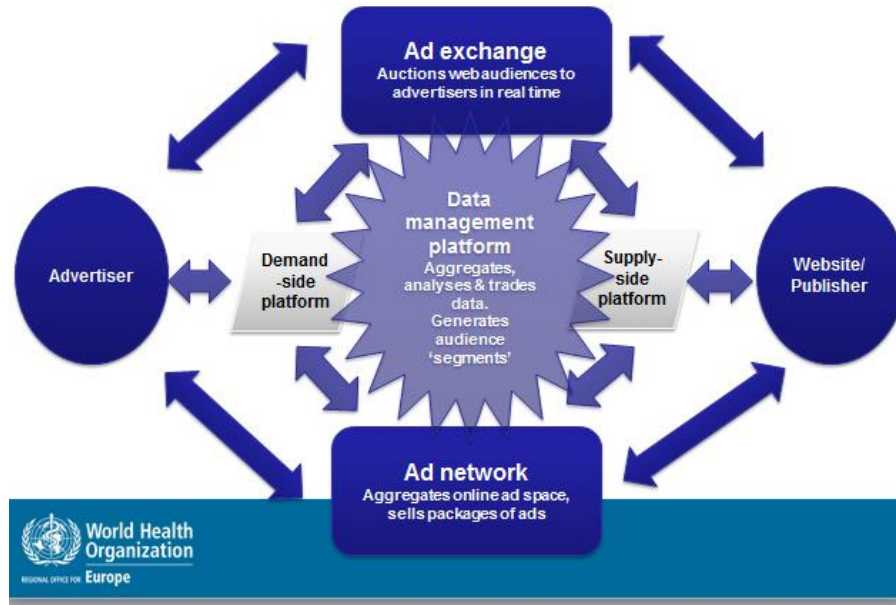 Ad exchange
Auctions web audiences to
advertisers in real time
Advertiser
Demand
-side
platform
Data
management
platform
Aggregates,
analyses & trades
data.
Generates
audience
‘segments’
Supply-
side
platform
Website/
Publisher
Ad network
Aggregates online ad space,
sells packages of ads
World Health
Organization
REGIONAL OFFICE FOR Europe